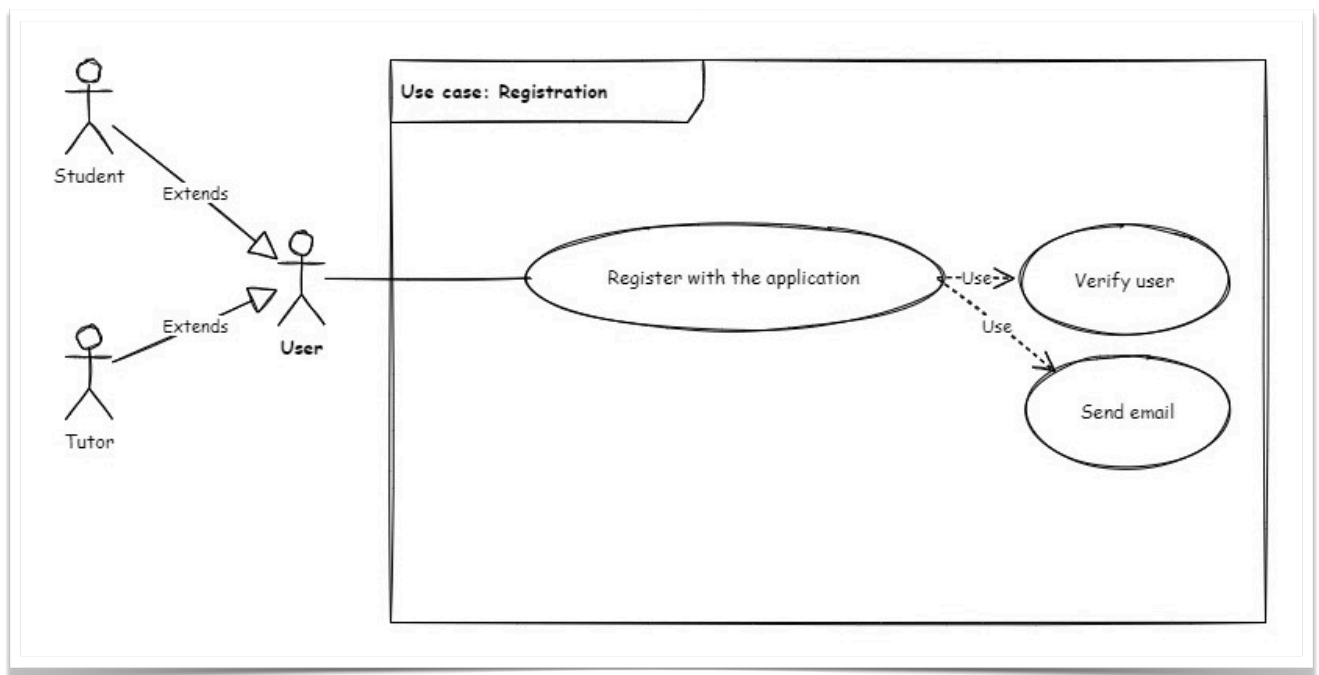 Use case: Registration
Student
Extends
Register with the application
Use
Verify user
Extends
Use
User
Send email
Tutor